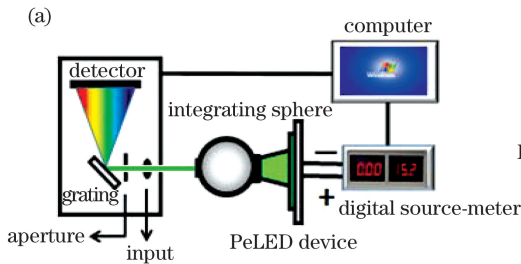 (a)
computer
detector
integrating sphere
grating
0.00 15.2
digital source-meter
aperture
input
PeLED device
− +